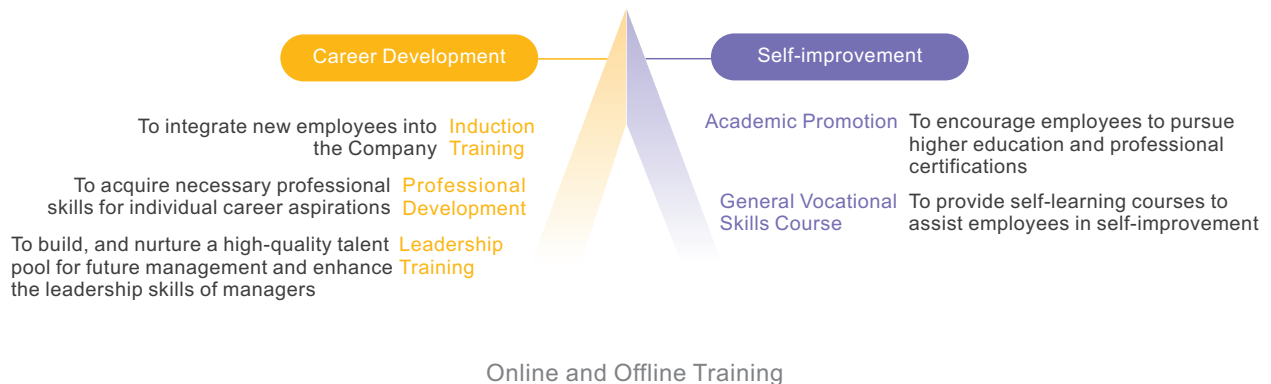 Career Development
To integrate new employees into
the Company
Induction
Training
To acquire necessary professional
skills for individual career aspirations
Professional
Development
To build, and nurture a high-quality talent
pool for future management and enhance
the leadership skills of managers
Leadership
Training
Self-improvement
Academic Promotion
To encourage employees to pursue
higher education and professional
certifications
General Vocational
Skills Course
To provide self-learning courses to
assist employees in self-improvement
Online and Offline Training